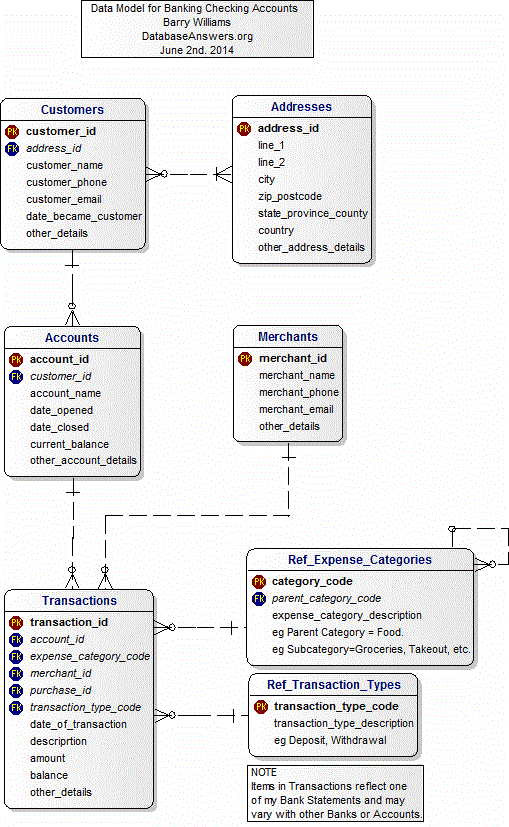 Data Model for Banking Checking Accounts
Barry Williams
DatabaseAnswers.org
June 2nd. 2014
Customers
PK customer_id
FK address_id
customer_name
customer_phone
customer_email
date_became_customer
other_details
Addresses
PK address_id
line_1
line_2
city
zip_postcode
state_province_county
country
other_address_details
Accounts
PK account_id
FK customer_id
account_name
date_opened
date_closed
current_balance
other_account_details
Merchants
PK merchant_id
merchant_name
merchant_phone
merchant_email
other_details
Ref_Expense_Categories
PK category_code
FK parent_category_code
expense_category_description
eg Parent Category = Food.
eg Subcategory=Groceries, Takeout, etc.
Transactions
PK transaction_id
FK account_id
FK expense_category_code
FK merchant_id
FK purchase_id
FK transaction_type_code
date_of_transaction
descirprtion
amount
balance
other_details
Ref_Transaction_Types
PK transaction_type_code
transaction_type_description
eg Deposit, Withdrawal
NOTE
Items in Transactions reflect one
of my Bank Statements and may
vary with other Banks or Accounts.